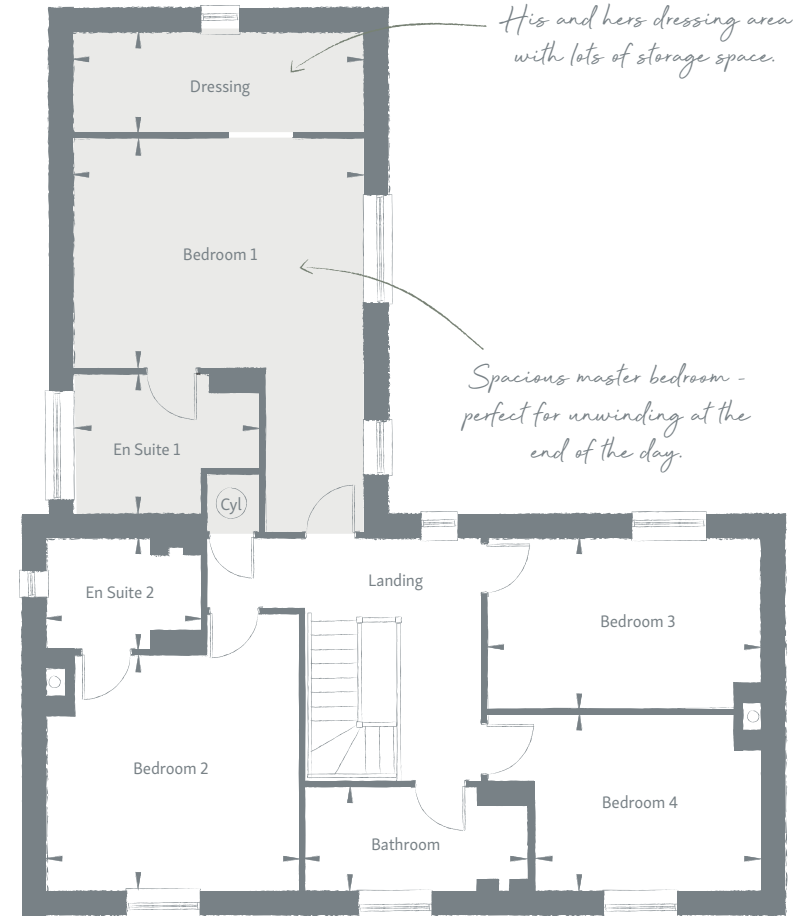 His and hers dressing area
with lots of storage space.
Dressing
Bedroom 1
Spacious master bedroom -
perfect for unwinding at the
end of the day.
En Suite 1
Cyl
Landing
En Suite 2
Bedroom 3
Bedroom 2
Bedroom 4
Bathroom